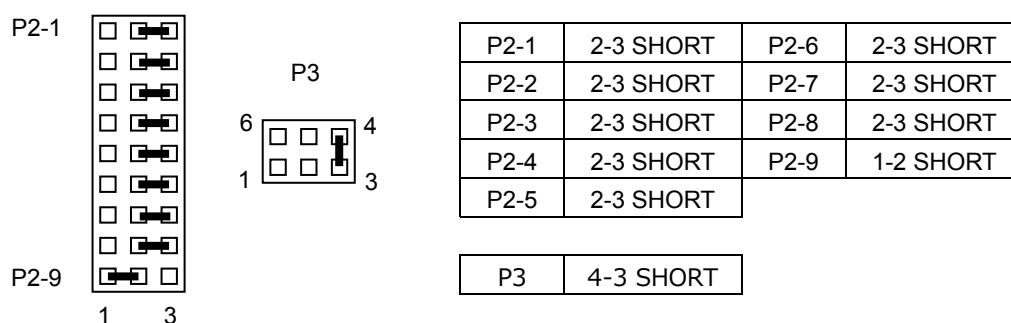 P2-1
P2-9
1 3
P3
6 4
1 3
P2-1 2-3 SHORT P2-6 2-3 SHORT
P2-2 2-3 SHORT P2-7 2-3 SHORT
P2-3 2-3 SHORT P2-8 2-3 SHORT
P2-4 2-3 SHORT P2-9 1-2 SHORT
P2-5 2-3 SHORT
P3 4-3 SHORT